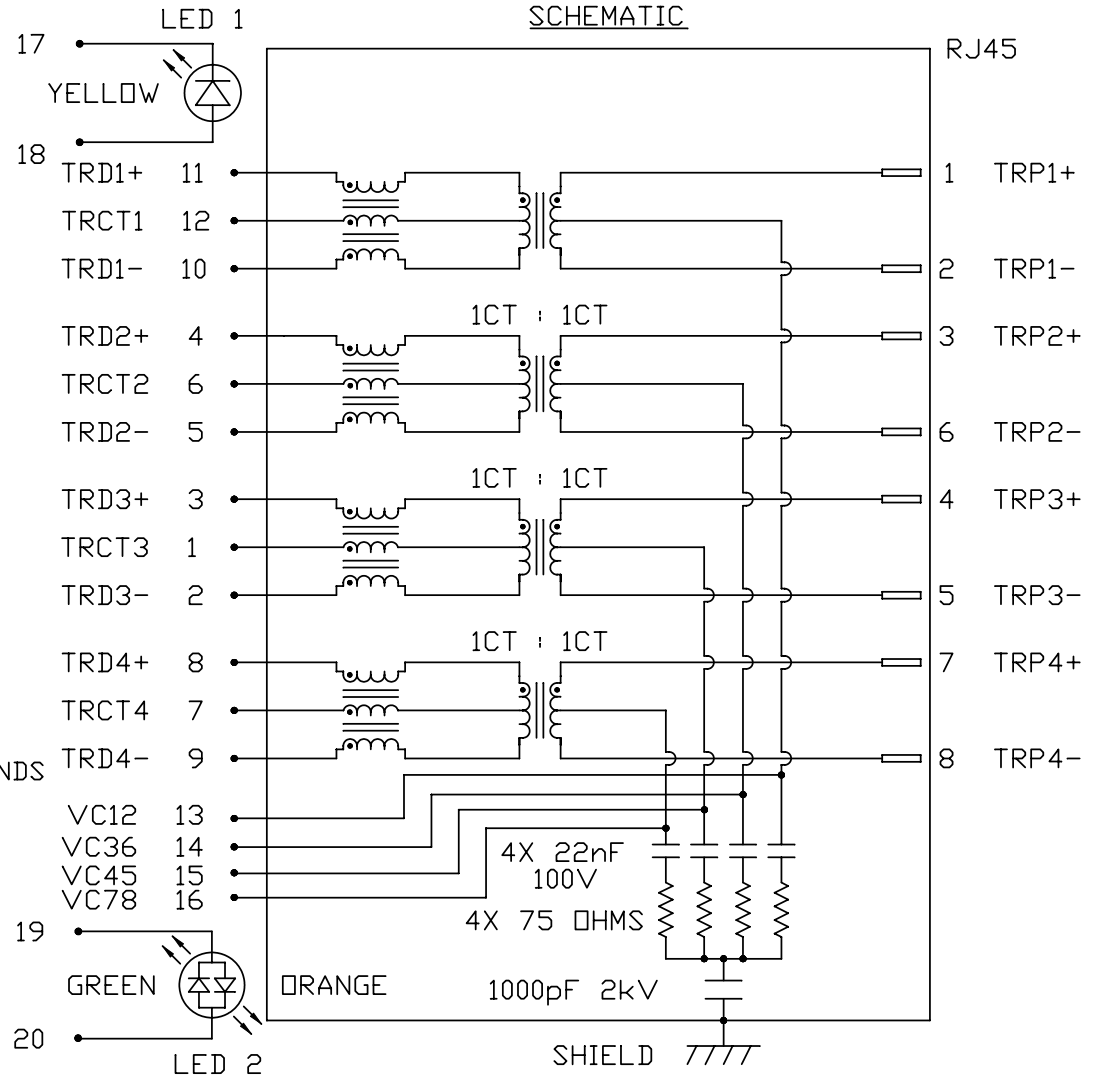 SCHEMATIC
LED 1
17
RJ45
YELLOW
18
TRD1+ 11
1 TRP1+
TRCT1 12
TRD1- 10
2 TRP1-
1CT : 1CT
TRD2+ 4
3 TRP2+
TRCT2 6
TRD2- 5
6 TRP2-
1CT : 1CT
TRD3+ 3
4 TRP3+
TRCT3 1
TRD3- 2
5 TRP3-
1CT : 1CT
TRD4+ 8
7 TRP4+
TRCT4 7
TRD4- 9
8 TRP4-
NDS
VC12 13
VC36 14
VC45 15
VC78 16
4X 22nF
100V
4X 75 OHMS
19
GREEN
ORANGE
1000pF 2kV
20
LED 2
SHIELD